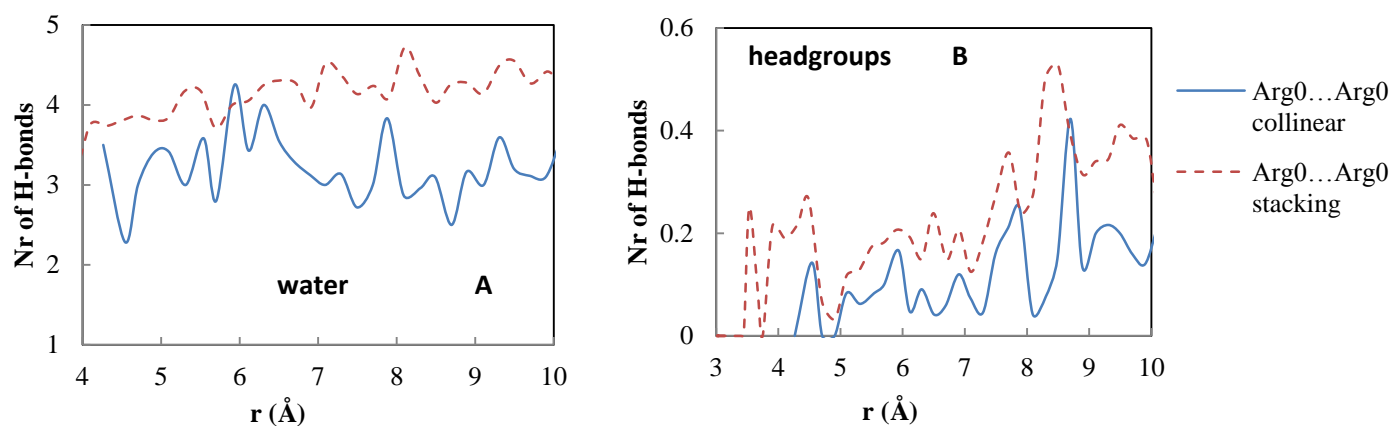 5
4
3
2
1
4 5 6 7 8 9 10
Nr of H-bonds
r (Å)
water A
0.6
0.4
0.2
0
3 4 5 6 7 8 9 10
Nr of H-bonds
r (Å)
headgroups B
Arg0…Arg0
collinear
Arg0…Arg0
stacking